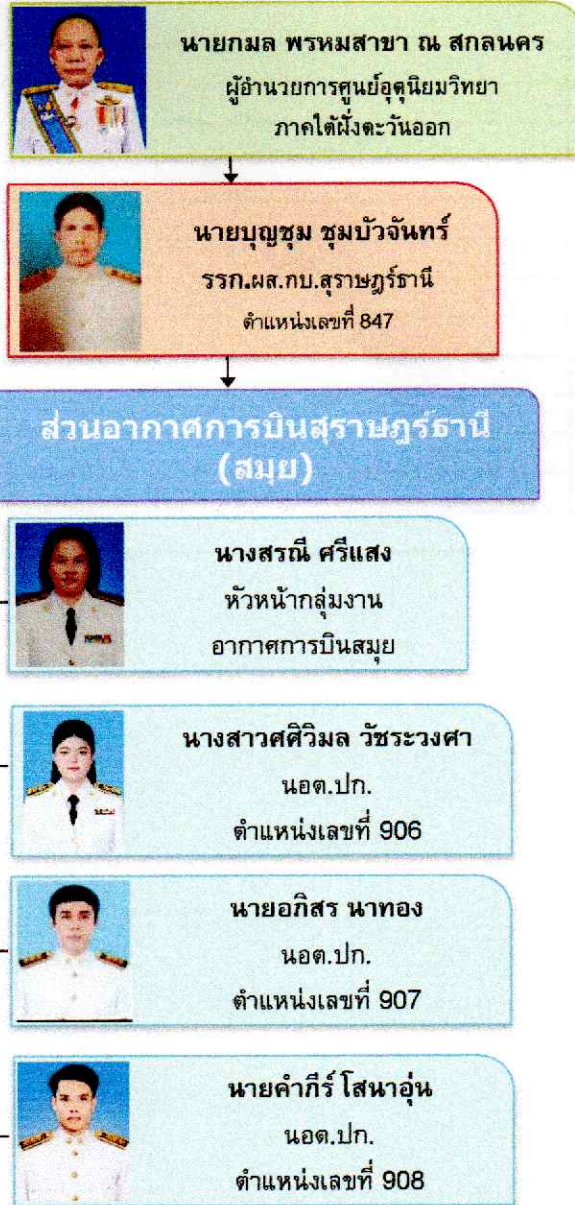 นายกมล พรหมสาขา ณ สกลนคร
ผู้อำนวยการศูนย์อุตุนิยมวิทยา
ภาคใต้ฝั่งตะวันออก
นายบุญชุม ชุมบัวจันทร์
รรก.ผส.กบ.สุราษฎร์ธานี
ตำแหน่งเลขที่ 847
ส่วนอากาศการบินสุราษฎร์ธานี
(สมุย)
นางสรณี ศรีแสง
หัวหน้ากลุ่มงาน
อากาศการบินสมุย
นางสาวศศิวิมล วัชระวงศา
นอต.ปก.
ตำแหน่งเลขที่ 906
นายอภิสร นาทอง
นอต.ปก.
ตำแหน่งเลขที่ 907
นายคำภีร์ โสนาอุ่น
นอต.ปก.
ตำแหน่งเลขที่ 908